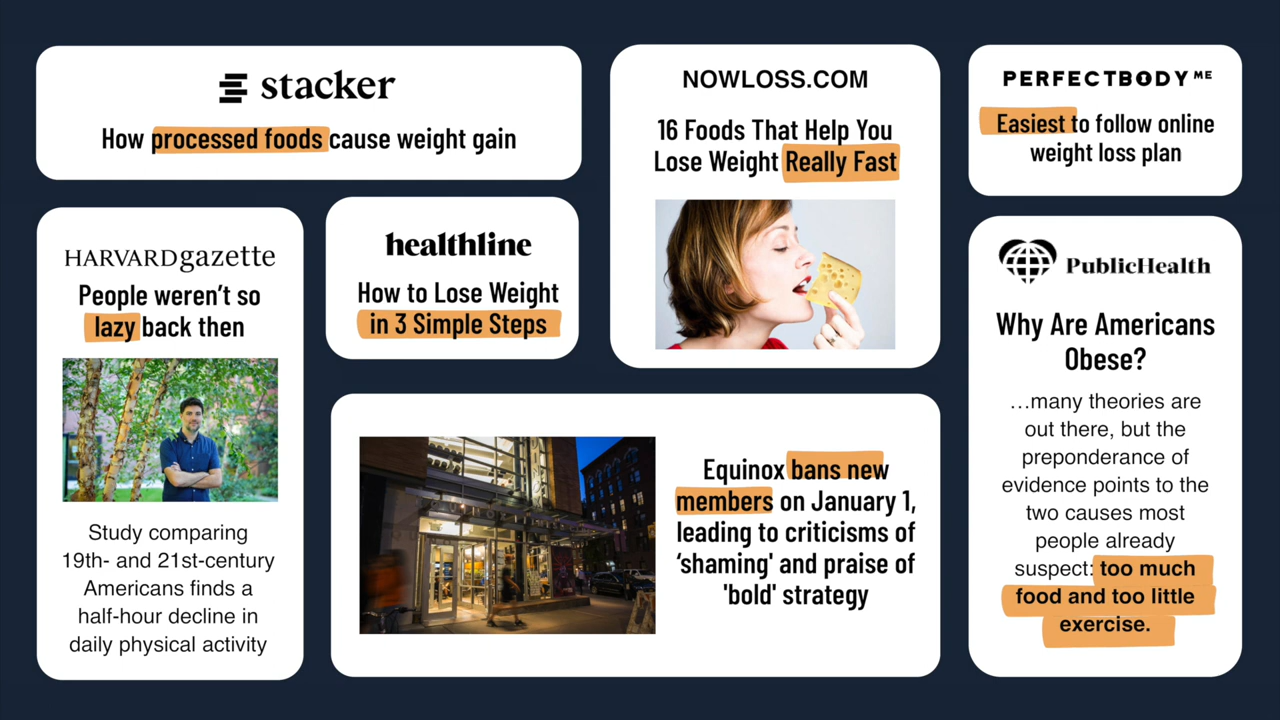 stacker
How processed foods cause weight gain
NOWLOSS.COM
16 Foods That Help You
Lose Weight Really Fast
PERFECTBODY ME
Easiest to follow online
weight loss plan
HARVARDgazette
People weren't so
lazy back then
Study comparing
19th- and 21st-century
Americans finds a
half-hour decline in
daily physical activity
healthline
How to Lose Weight
in 3 Simple Steps
Equinox bans new
members on January 1,
leading to criticisms of
‘shaming' and praise of
'bold' strategy
PublicHealth
Why Are Americans
Obese?
…many theories are
out there, but the
preponderance of
evidence points to the
two causes most
people already
suspect: too much
food and too little
exercise.